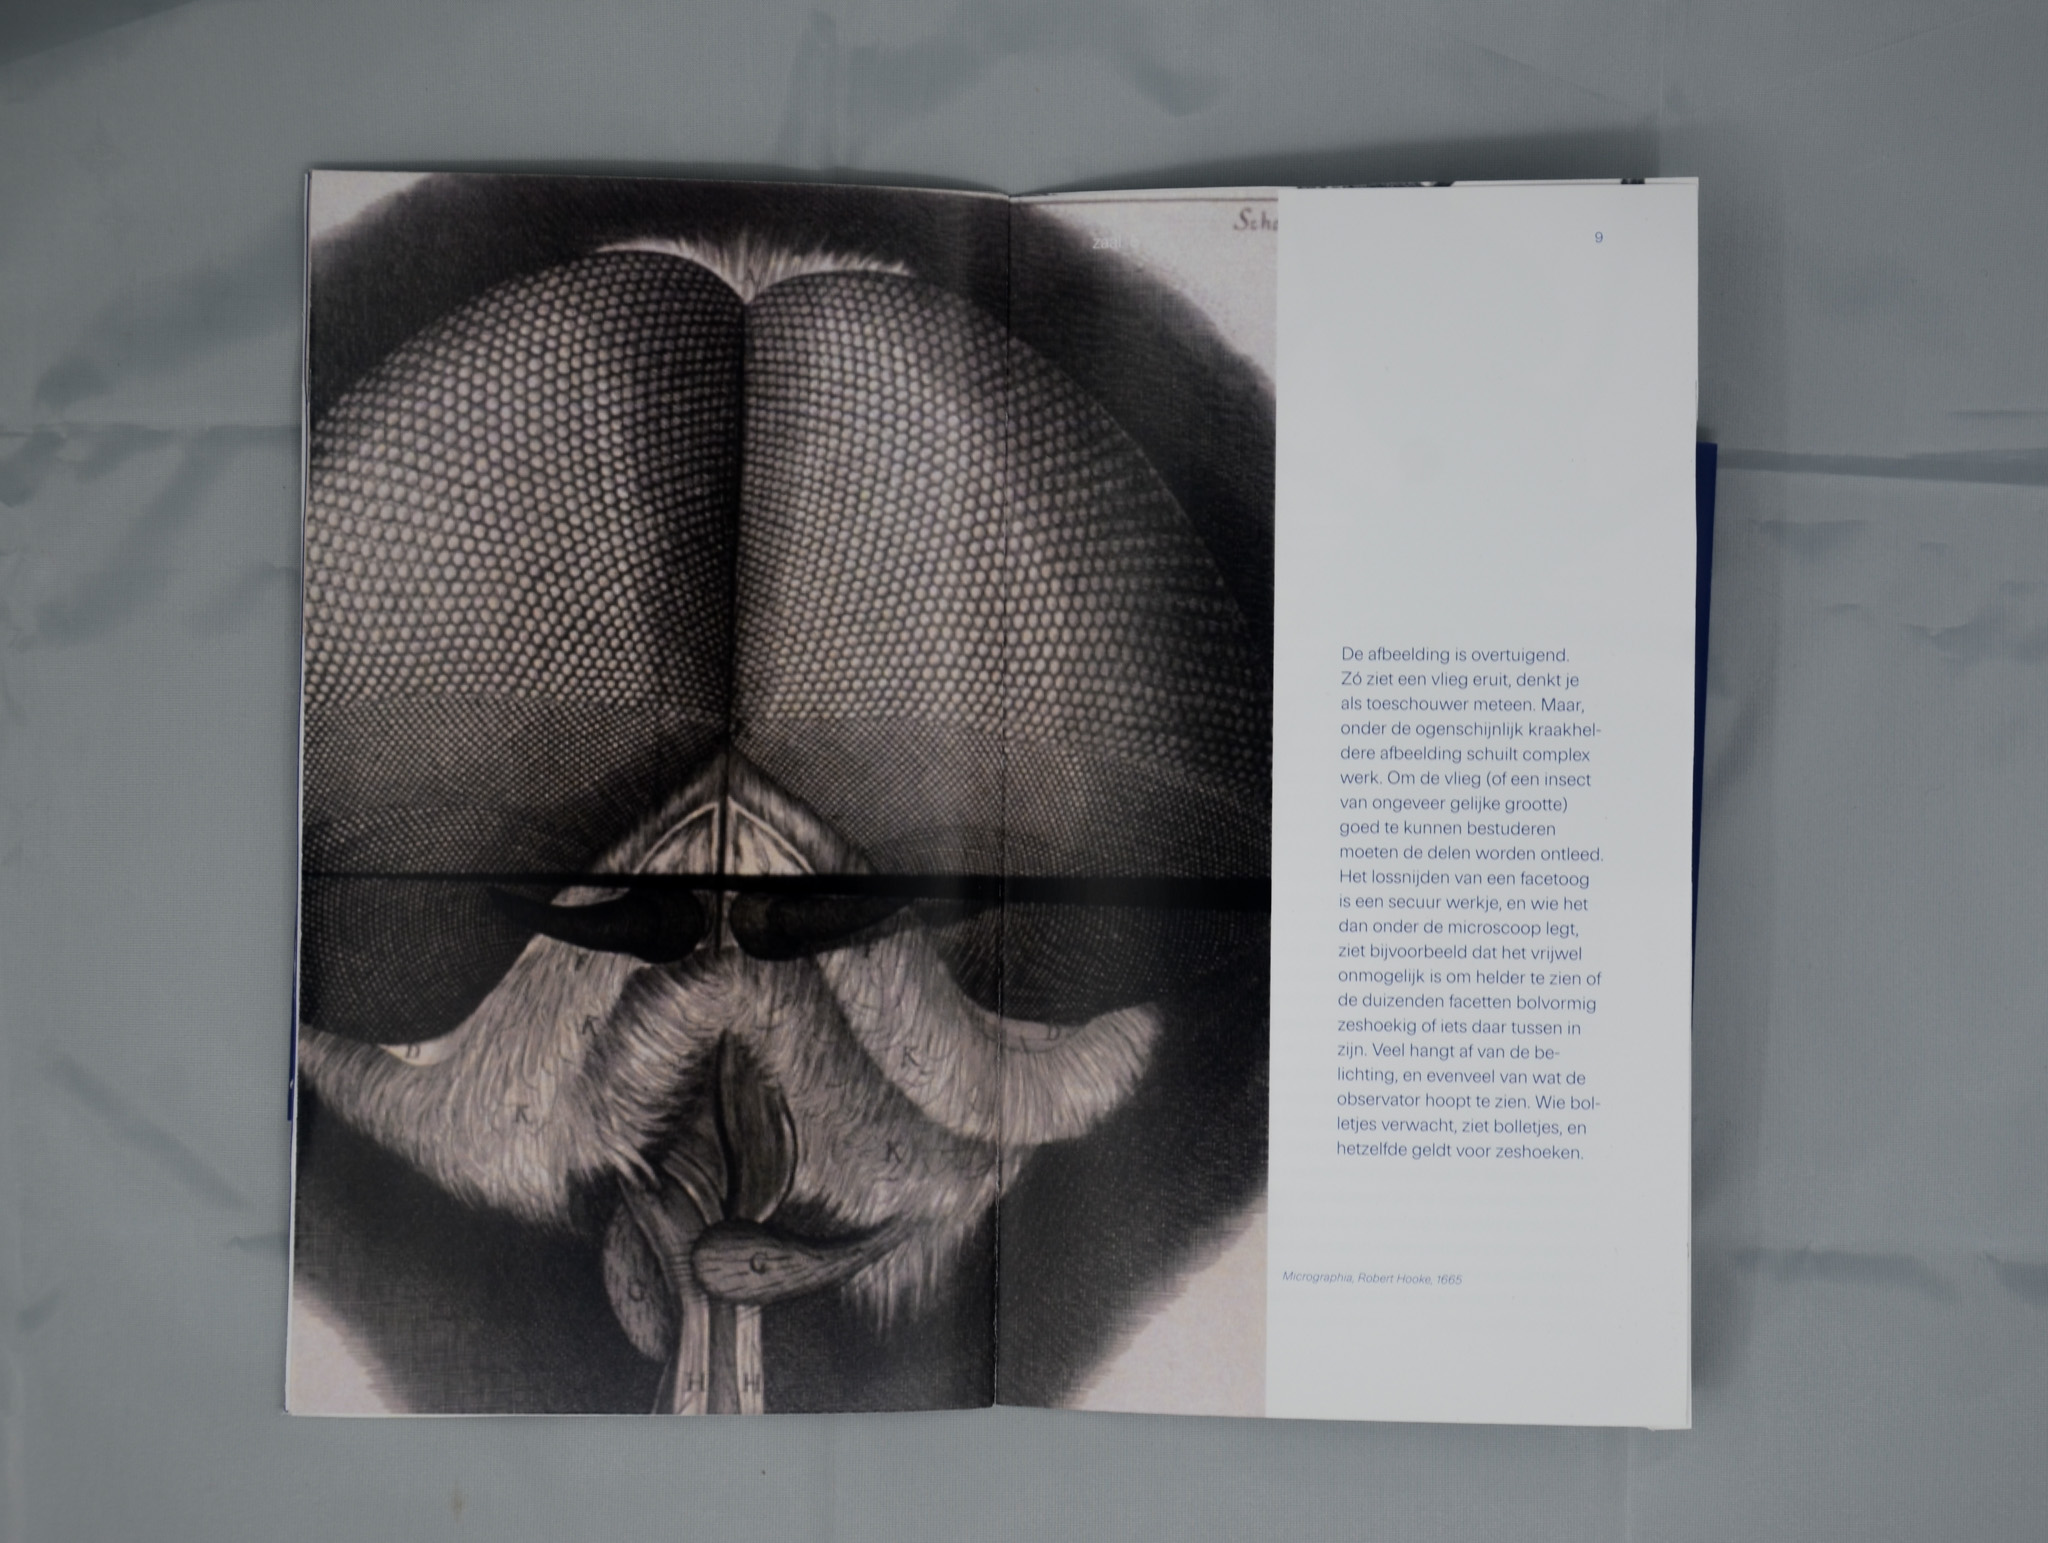 Sche
zaal
9
De afbeelding is overtuigend.
Zó ziet een vlieg eruit, denkt je
als toeschouwer meteen. Maar,
onder de ogenschijnlijk kraakhel-
dere afbeelding schuilt complex
werk. Om de vlieg (of een insect
van ongeveer gelijke grootte)
goed te kunnen bestuderen
moeten de delen worden ontleed.
Het lossnijden van een facetoog
is een secuur werkje, en wie het
dan onder de microscoop legt,
ziet bijvoorbeeld dat het vrijwel
onmogelijk is om helder te zien of
de duizenden facetten bolvormig
zeshoekig of iets daar tussen in
zijn. Veel hangt af van de be-
lichting, en evenveel van wat de
observator hoopt te zien. Wie bol-
letjes verwacht, ziet bolletjes, en
hetzelfde geldt voor zeshoeken.
Micrographia, Robert Hooke, 1665
A
D
K
K
K
K
G
H H